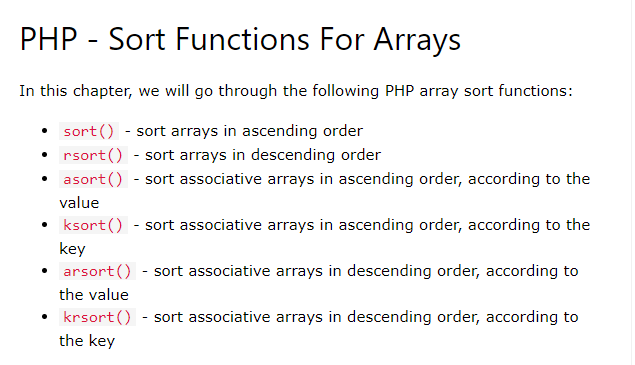 PHP - Sort Functions For Arrays
In this chapter, we will go through the following PHP array sort functions:
• sort() - sort arrays in ascending order
• rsort() - sort arrays in descending order
• asort() - sort associative arrays in ascending order, according to the
value
• ksort() - sort associative arrays in ascending order, according to the
key
• arsort() - sort associative arrays in descending order, according to
the value
• krsort() - sort associative arrays in descending order, according to
the key